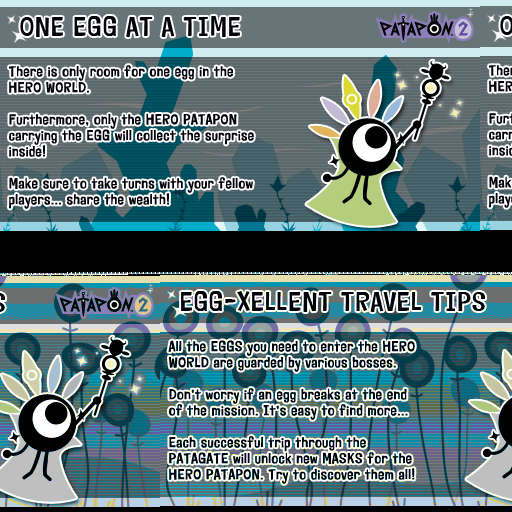 ONE EGG AT A TIME
PATAPON 2
There is only room for one egg in the
HERO WORLD.
Furthermore, only the HERO PATAPON
carrying the EGG will collect the surprise
inside!
Make sure to take turns with your fellow
players... share the wealth!
PATAPON 2
EGG-XELLENT TRAVEL TIPS
All the EGGS you need to enter the HERO
WORLD are guarded by various bosses.
Don't worry if an egg breaks at the end
of the mission. It's easy to find more...
Each successful trip through the
PATAGATE will unlock new MASKS for the
HERO PATAPON. Try to discover them all!